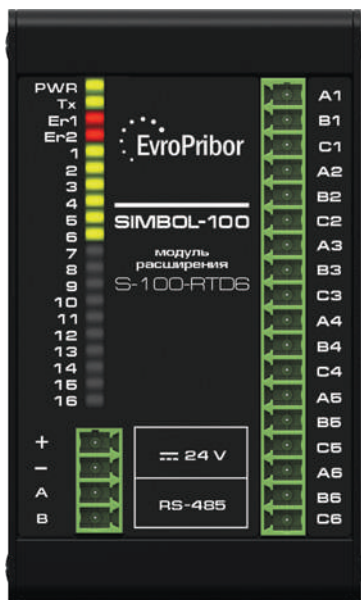 PWR
Tx
Er1
Er2
1
2
3
4
5
6
7
8
9
10
11
12
13
14
15
16
EvroPribor
SIMBOL-100
модуль
расширения
S-100-RTD6
A1
B1
C1
A2
B2
C2
A3
B3
C3
A4
B4
C4
A5
B5
C5
A6
B6
C6
+
−
A
B
24 V
RS-485